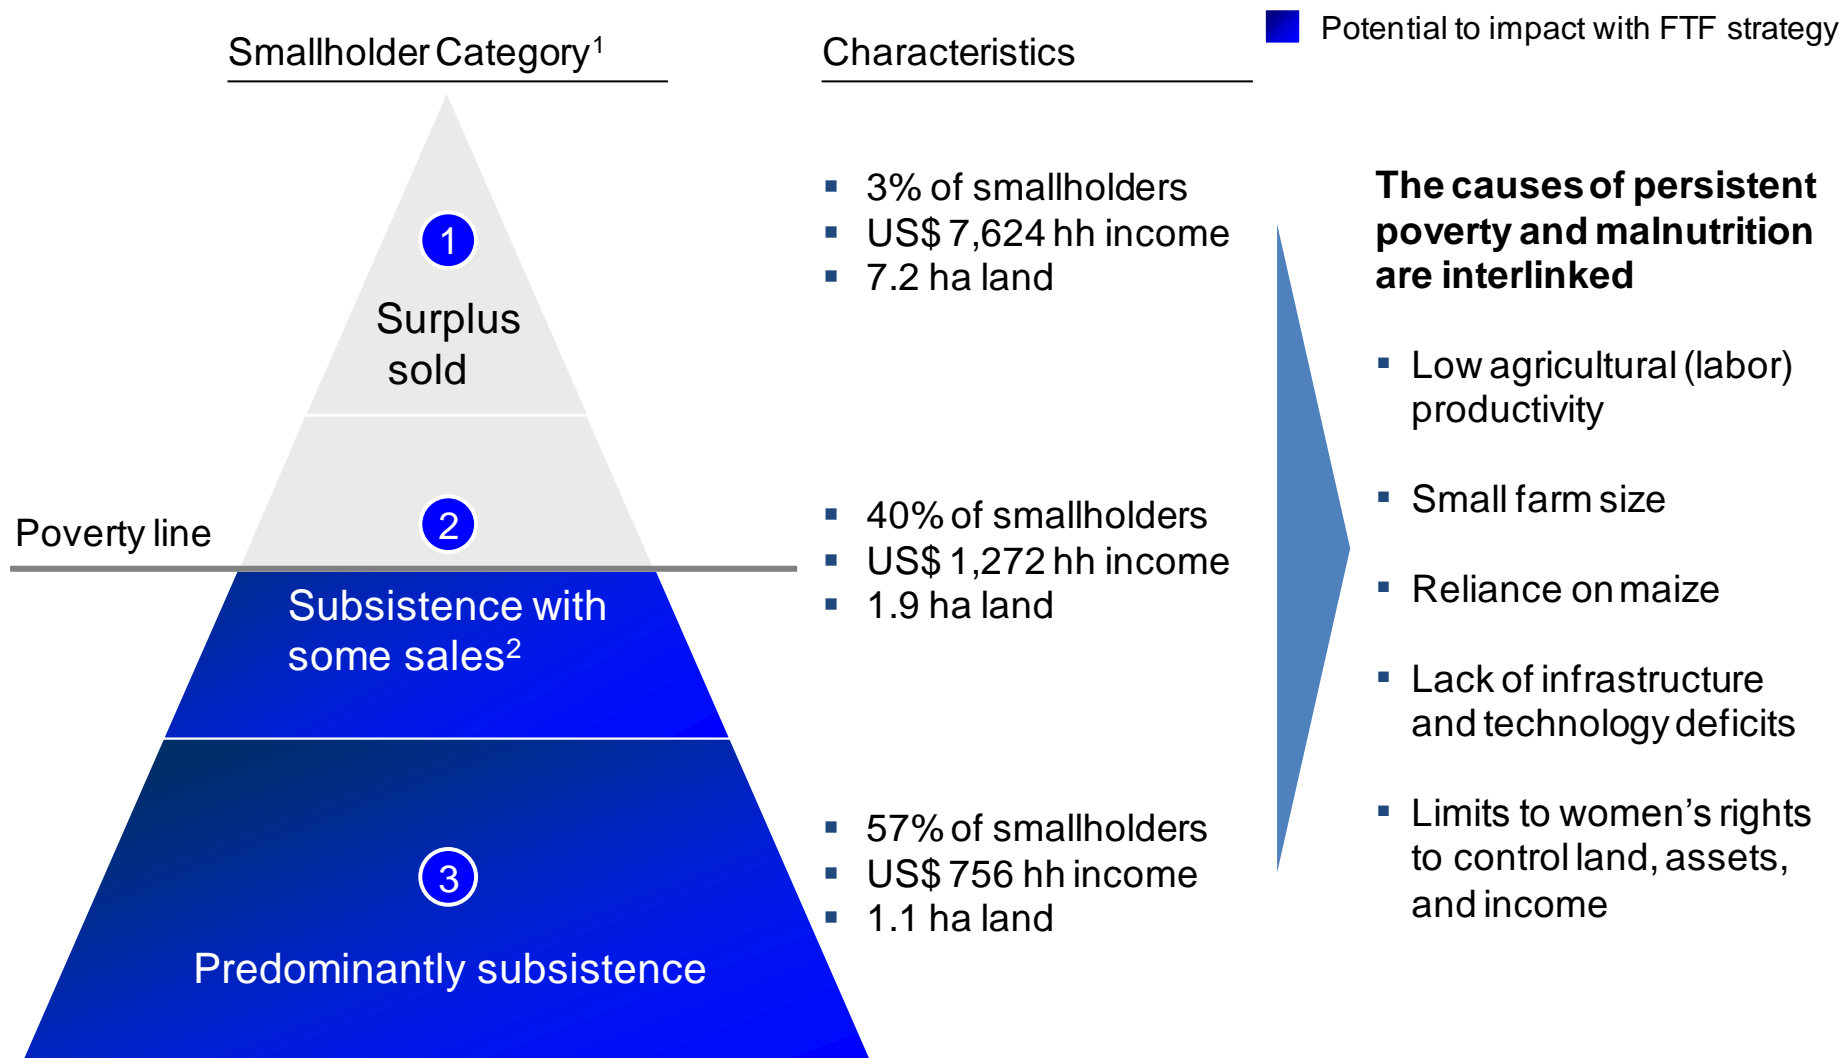 Potential to impact with FTF strategy
Smallholder Category¹
Characteristics
1
Surplus
sold
▪ 3% of smallholders
▪ US$ 7,624 hh income
▪ 7.2 ha land
Poverty line
2
Subsistence with
some sales²
▪ 40% of smallholders
▪ US$ 1,272 hh income
▪ 1.9 ha land
3
Predominantly subsistence
▪ 57% of smallholders
▪ US$ 756 hh income
▪ 1.1 ha land
The causes of persistent
poverty and malnutrition
are interlinked
▪ Low agricultural (labor)
productivity
▪ Small farm size
▪ Reliance on maize
▪ Lack of infrastructure
and technology deficits
▪ Limits to women’s rights
to control land, assets,
and income